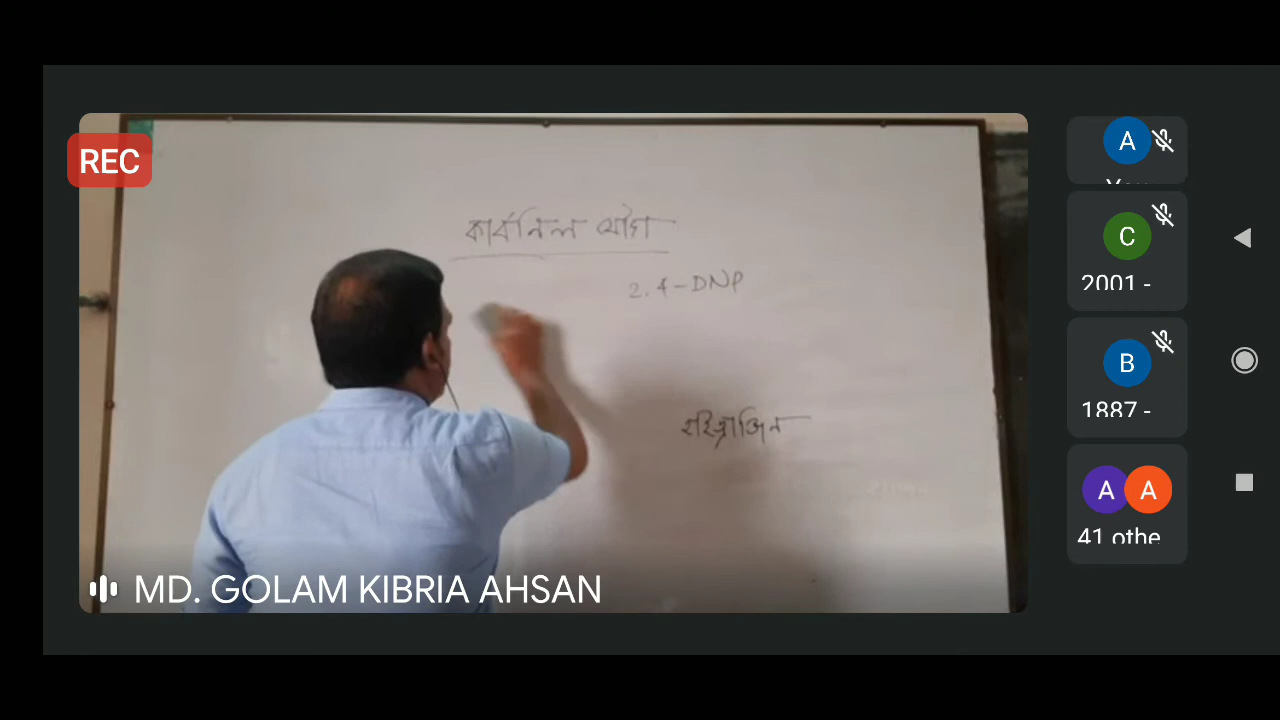 REC
কার্বনিল যৌগ
2.4-DNP
হাইড্রাজিন
MD. GOLAM KIBRIA AHSAN
A
C
2001 -
B
1887 -
A A
41 othe